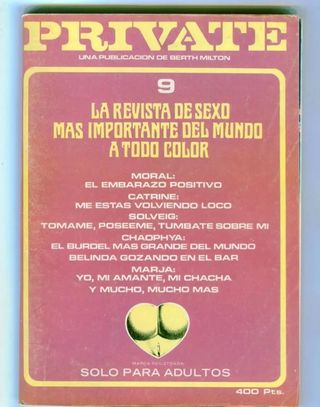 PRIVATE
UNA PUBLICACION DE BERTH MILTON
9
LA REVISTA DE SEXO
MAS IMPORTANTE DEL MUNDO
A TODO COLOR
MORAL:
EL EMBARAZO POSITIVO
CATRINE:
ME ESTAS VOLVIENDO LOCO
SOLVEIG:
TOMAME, POSEEME, TUMBATE SOBRE MI
CHAOPHYA:
EL BURDEL MAS GRANDE DEL MUNDO
BELINDA GOZANDO EN EL BAR
MARJA:
YO, MI AMANTE, MI CHACHA
Y MUCHO, MUCHO MAS
SOLO PARA ADULTOS
400 Pts.